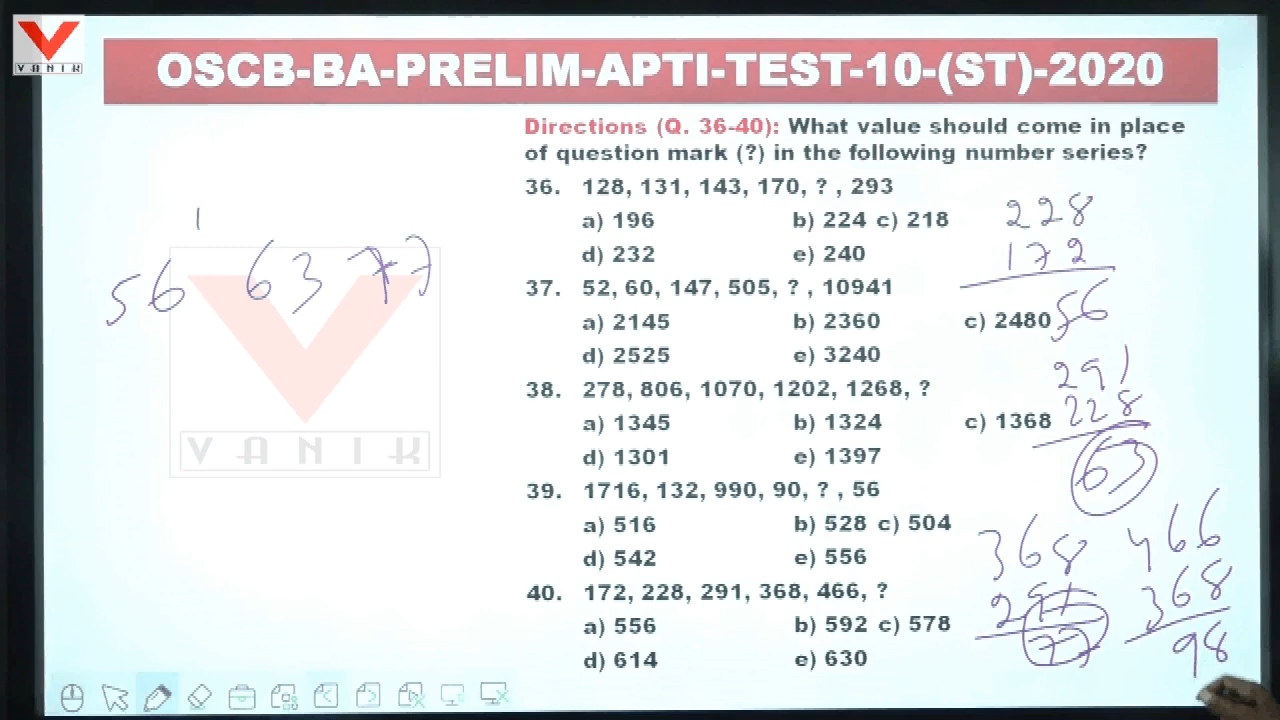 VANIK
OSCB-BA-PRELIM-APTI-TEST-10-(ST)-2020
Directions (Q. 36-40): What value should come in place
of question mark (?) in the following number series?
36. 128, 131, 143, 170, ? , 293
a) 196 b) 224 c) 218
d) 232 e) 240
37. 52, 60, 147, 505, ? , 10941
a) 2145 b) 2360 c) 2480
d) 2525 e) 3240
38. 278, 806, 1070, 1202, 1268, ?
a) 1345 b) 1324 c) 1368
d) 1301 e) 1397
39. 1716, 132, 990, 90, ? , 56
a) 516 b) 528 c) 504
d) 542 e) 556
40. 172, 228, 291, 368, 466, ?
a) 556 b) 592 c) 578
d) 614 e) 630
56 63 77
VANIK
228
172
56
291
228
63
368
291
77
466
368
98